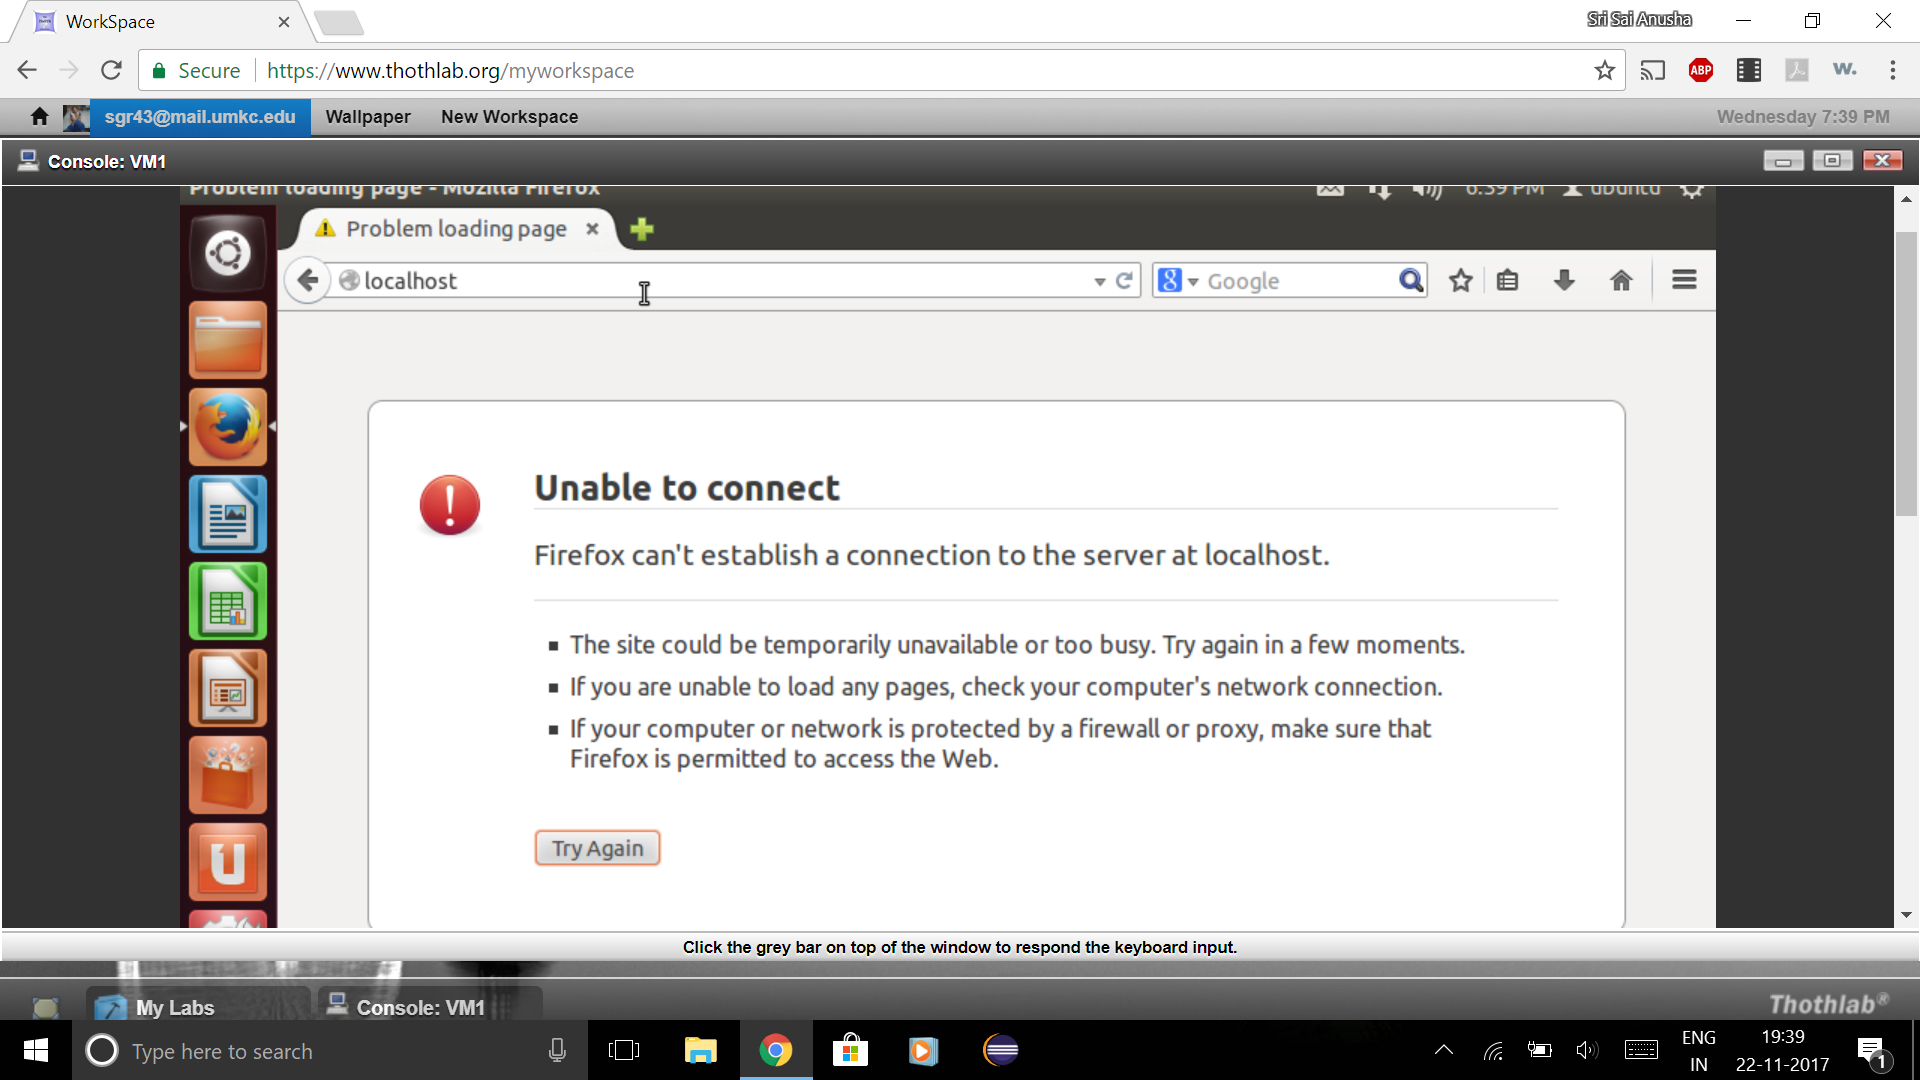 WorkSpace
Sri Sai Anusha
Secure https://www.thothlab.org/myworkspace
ABP
w.
sgr43@mail.umkc.edu Wallpaper New Workspace Wednesday 7:39 PM
Console: VM1
Problem loading page - Mozilla Firefox 6:39 PM ubuntu
Problem loading page
localhost
8 Google
Unable to connect
Firefox can't establish a connection to the server at localhost.
The site could be temporarily unavailable or too busy. Try again in a few moments.
If you are unable to load any pages, check your computer's network connection.
If your computer or network is protected by a firewall or proxy, make sure that
Firefox is permitted to access the Web.
Try Again
Click the grey bar on top of the window to respond the keyboard input.
My Labs Console: VM1
Thothlab®
Type here to search
ENG
IN
19:39
22-11-2017
1